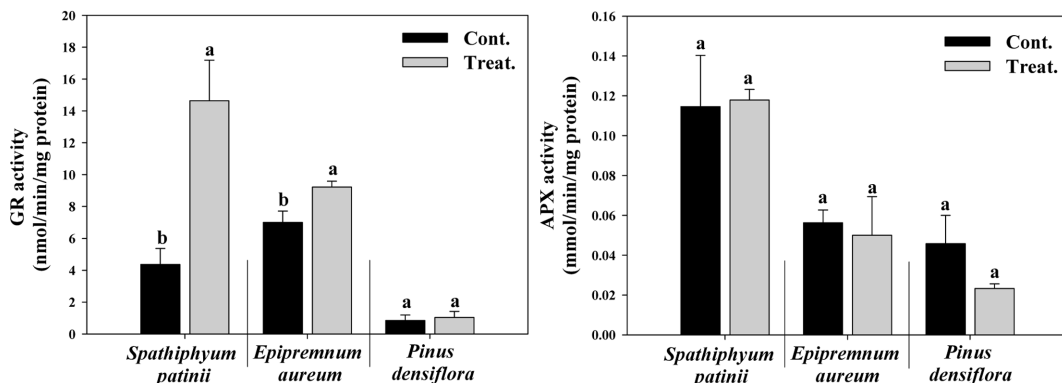 GR activity
(nmol/min/mg protein)
20
18
16
14
12
10
8
6
4
2
0
Cont.
Treat.
b
a
b
a
a
a
Spathiphyum
patinii
Epipremnum
aureum
Pinus
densiflora
APX activity
(mmol/min/mg protein)
0.16
0.14
0.12
0.10
0.08
0.06
0.04
0.02
0.00
Cont.
Treat.
a
a
a
a
a
a
Spathiphyum
patinii
Epipremnum
aureum
Pinus
densiflora